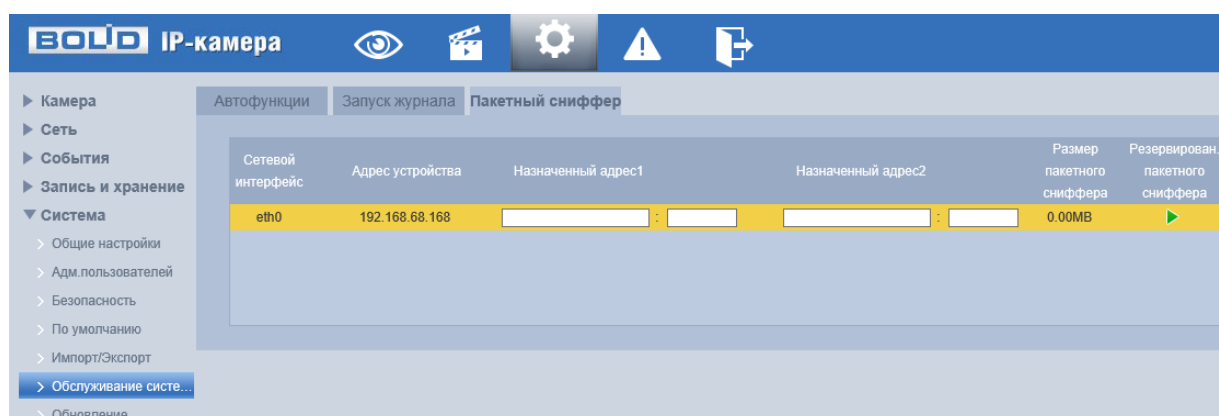 BOLID IP-камера
Камера
Сеть
События
Запись и хранение
Система
Общие настройки
Адм.пользователей
Безопасность
По умолчанию
Импорт/Экспорт
Обслуживание систе...
Обновление
Автофункции Запуск журнала Пакетный сниффер
Сетевой интерфейс Адрес устройства Назначенный адрес1 Назначенный адрес2 Размер пакетного сниффера Резервирован. пакетного сниффера
eth0 192.168.68.168 : : 0.00MB